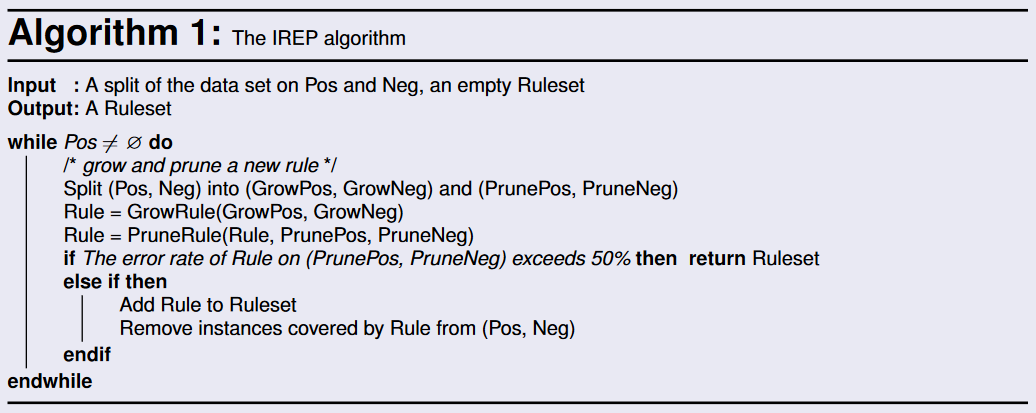 Algorithm 1: The IREP algorithm
Input : A split of the data set on Pos and Neg, an empty Ruleset
Output: A Ruleset
while Pos ≠ ∅ do
/* grow and prune a new rule */
Split (Pos, Neg) into (GrowPos, GrowNeg) and (PrunePos, PruneNeg)
Rule = GrowRule(GrowPos, GrowNeg)
Rule = PruneRule(Rule, PrunePos, PruneNeg)
if The error rate of Rule on (PrunePos, PruneNeg) exceeds 50% then return Ruleset
else if then
Add Rule to Ruleset
Remove instances covered by Rule from (Pos, Neg)
endif
endwhile